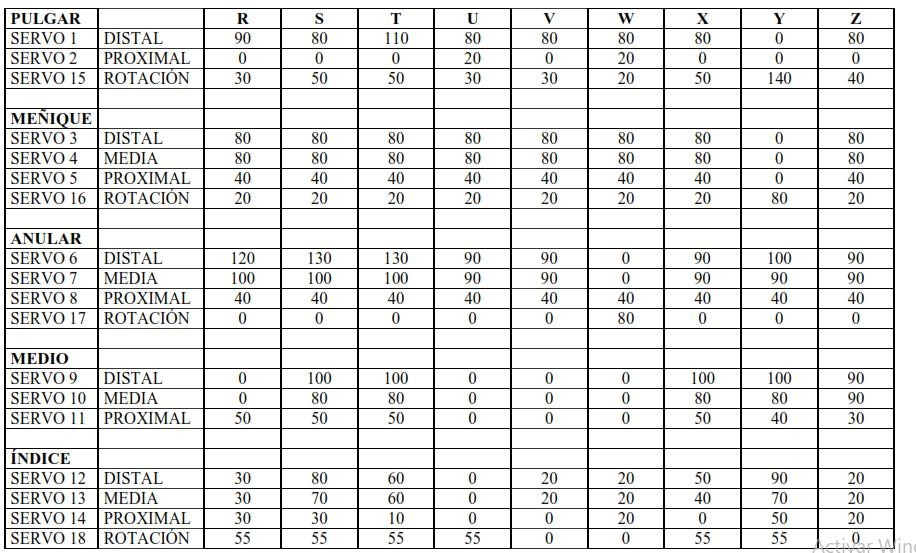 PULGAR R S T U V W X Y Z
SERVO 1 DISTAL 90 80 110 80 80 80 80 0 80
SERVO 2 PROXIMAL 0 0 0 20 0 20 0 0 0
SERVO 15 ROTACIÓN 30 50 50 30 30 20 50 140 40
MEÑIQUE
SERVO 3 DISTAL 80 80 80 80 80 80 80 0 80
SERVO 4 MEDIA 80 80 80 80 80 80 80 0 80
SERVO 5 PROXIMAL 40 40 40 40 40 40 40 0 40
SERVO 16 ROTACIÓN 20 20 20 20 20 20 20 80 20
ANULAR
SERVO 6 DISTAL 120 130 130 90 90 0 90 100 90
SERVO 7 MEDIA 100 100 100 90 90 0 90 90 90
SERVO 8 PROXIMAL 40 40 40 40 40 40 40 40 40
SERVO 17 ROTACIÓN 0 0 0 0 0 80 0 0 0
MEDIO
SERVO 9 DISTAL 0 100 100 0 0 0 100 100 90
SERVO 10 MEDIA 0 80 80 0 0 0 80 80 90
SERVO 11 PROXIMAL 50 50 50 0 0 0 50 40 30
ÍNDICE
SERVO 12 DISTAL 30 80 60 0 20 20 50 90 20
SERVO 13 MEDIA 30 70 60 0 20 20 40 70 20
SERVO 14 PROXIMAL 30 30 10 0 0 20 0 50 20
SERVO 18 ROTACIÓN 55 55 55 55 0 0 55 55 0
Activar Win